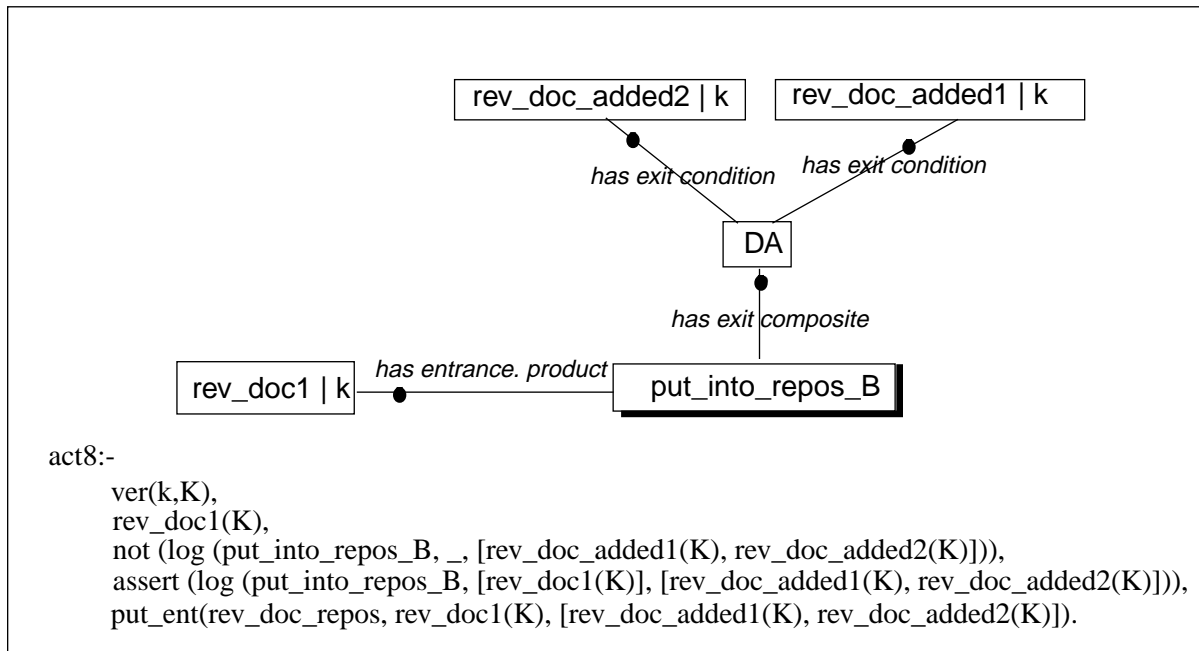 rev_doc_added2 | k
rev_doc_added1 | k
has exit condition
has exit condition
DA
has exit composite
has entrance. product
rev_doc1 | k
put_into_repos_B
act8:-
ver(k,K),
rev_doc1(K),
not (log (put_into_repos_B, _, [rev_doc_added1(K), rev_doc_added2(K)])),
assert (log (put_into_repos_B, [rev_doc1(K)], [rev_doc_added1(K), rev_doc_added2(K)])),
put_ent(rev_doc_repos, rev_doc1(K), [rev_doc_added1(K), rev_doc_added2(K)]).